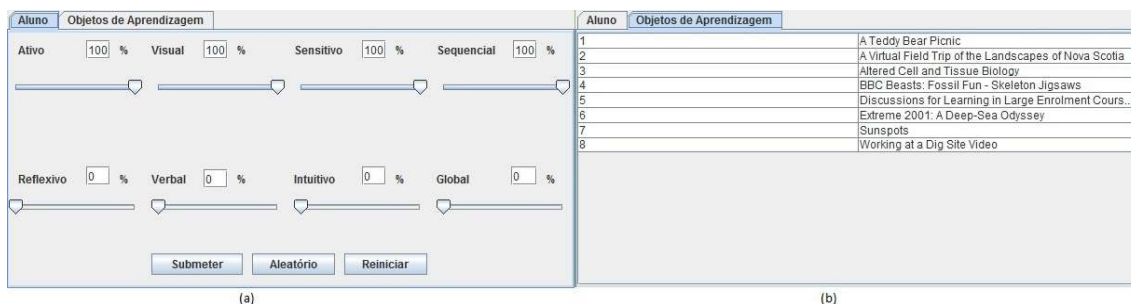 Aluno Objetos de Aprendizagem
Ativo 100 % Visual 100 % Sensitivo 100 % Sequencial 100 %
Reflexivo 0 % Verbal 0 % Intuitivo 0 % Global 0 %
Submeter Aleatório Reiniciar
(a)
Aluno Objetos de Aprendizagem
1 A Teddy Bear Picnic
2 A Virtual Field Trip of the Landscapes of Nova Scotia
3 Altered Cell and Tissue Biology
4 BBC Beasts: Fossil Fun - Skeleton Jigsaws
5 Discussions for Learning in Large Enrolment Cours...
6 Extreme 2001: A Deep-Sea Odyssey
7 Sunspots
8 Working at a Dig Site Video
(b)